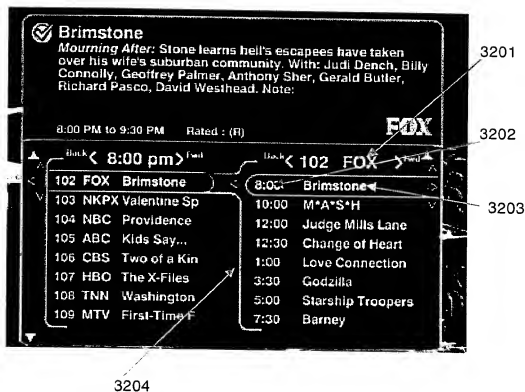 Brimstone
Mourning After: Stone learns hell's escapees have taken
over his wife's suburban community. With: Judi Dench, Billy
Connolly, Geoffrey Palmer, Anthony Sher, Gerald Butler,
Richard Pasco, David Westhead. Note:
8:00 PM to 9:30 PM Rated : (R)
FOX
Back < 8:00 pm > Fwd
102 FOX Brimstone
103 NKPX Valentine Sp
104 NBC Providence
105 ABC Kids Say...
106 CBS Two of a Kin
107 HBO The X-Files
108 TNN Washington
109 MTV First-Time F
Back < 102 FOX > Fwd
8:00 Brimstone
10:00 M*A*S*H
12:00 Judge Mills Lane
12:30 Change of Heart
1:00 Love Connection
3:30 Godzilla
5:00 Starship Troopers
7:30 Barney
3201
3202
3203
3204